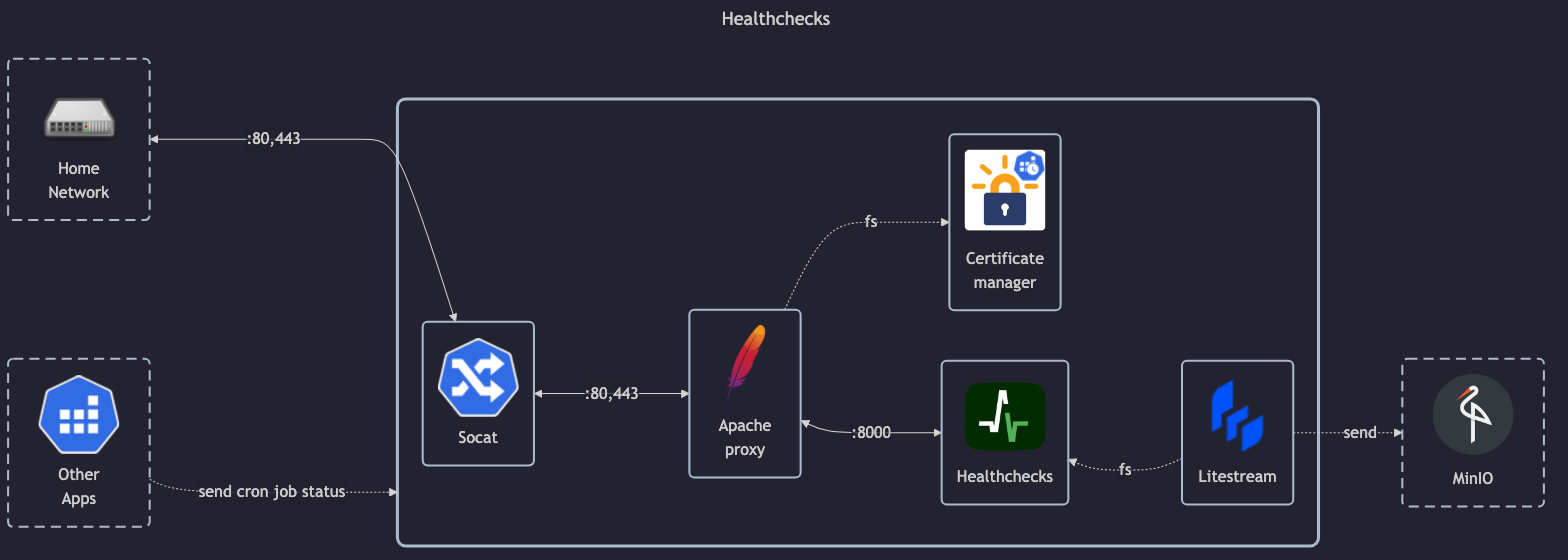 Healthchecks
Home
Network
:80,443
fs
Certificate
manager
Socat
:80,443
Apache
proxy
:8000
Healthchecks
fs
Litestream
send
MinIO
Other
Apps
send cron job status